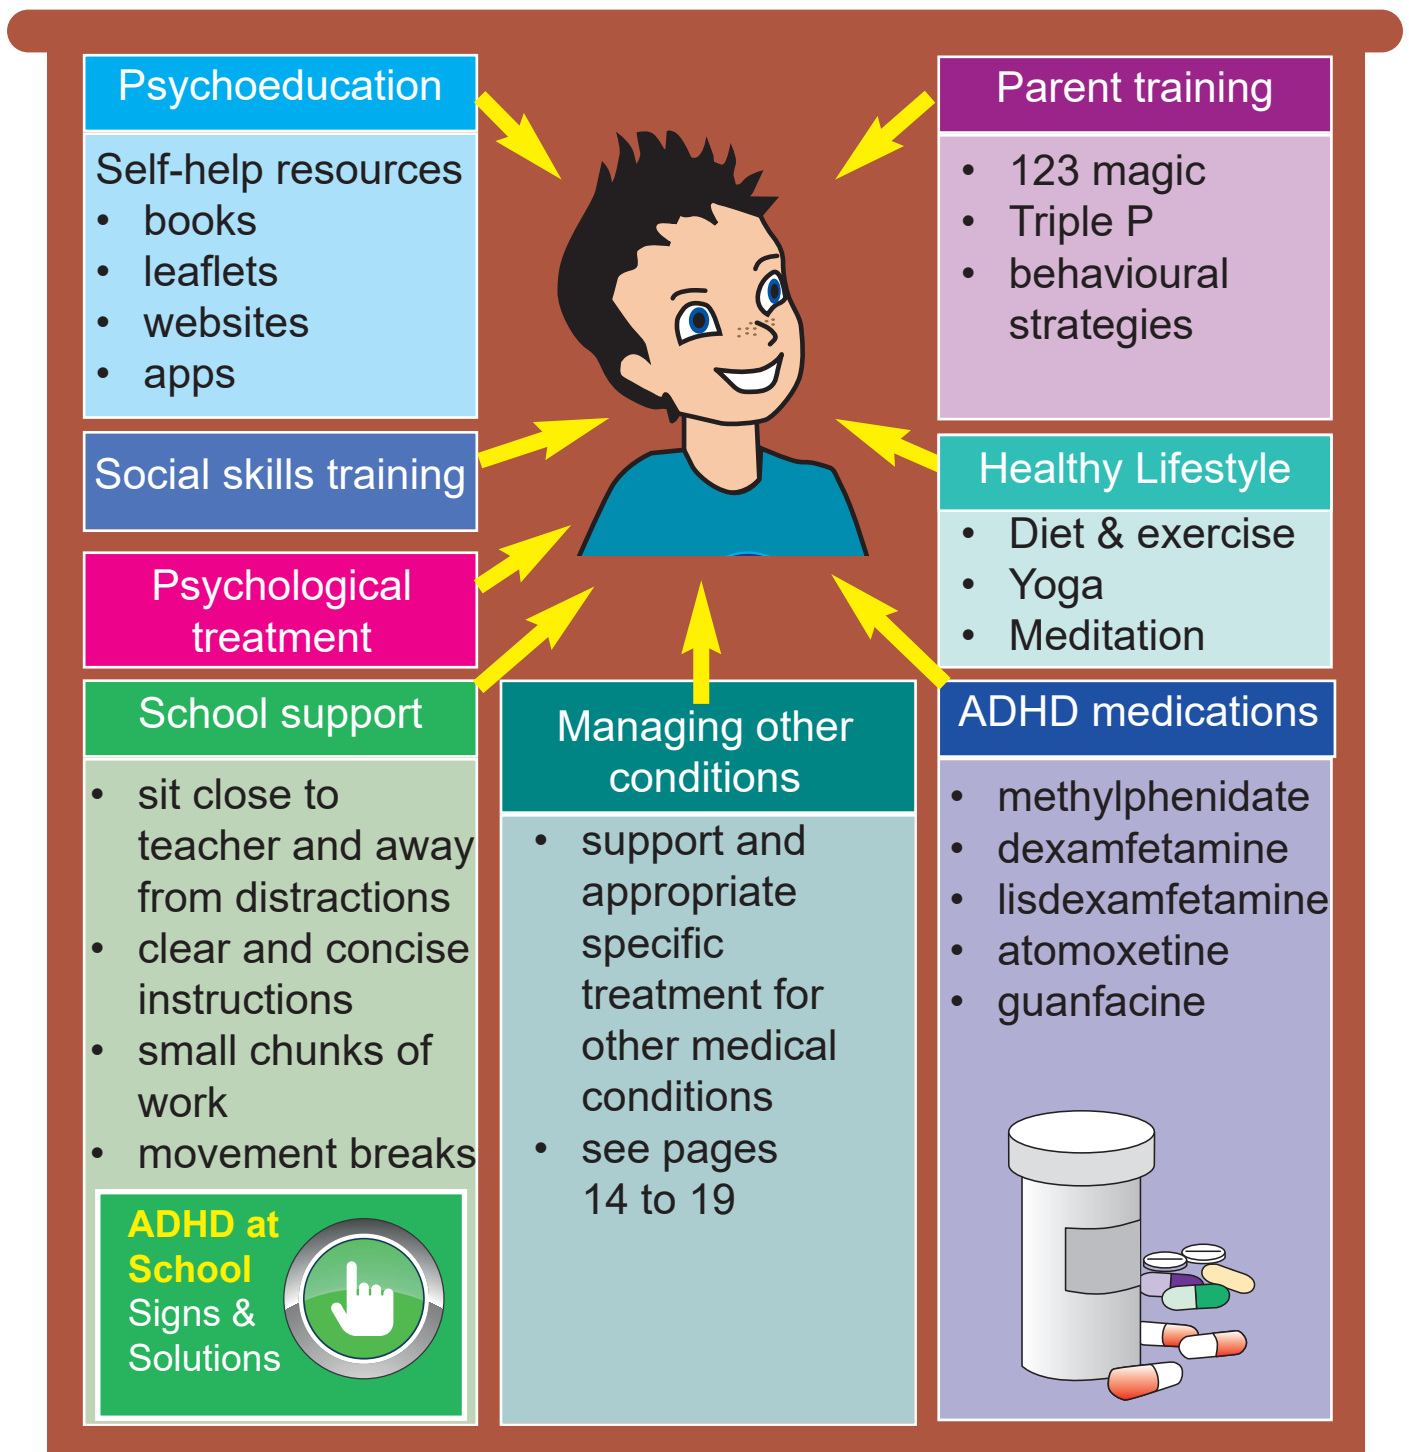 Psychoeducation
Self-help resources
• books
• leaflets
• websites
• apps
Social skills training
Psychological
treatment
School support
• sit close to
teacher and away
from distractions
• clear and concise
instructions
• small chunks of
work
• movement breaks
ADHD at
School
Signs &
Solutions
Managing other
conditions
• support and
appropriate
specific
treatment for
other medical
conditions
• see pages
14 to 19
Parent training
• 123 magic
• Triple P
• behavioural
strategies
Healthy Lifestyle
• Diet & exercise
• Yoga
• Meditation
ADHD medications
• methylphenidate
• dexamfetamine
• lisdexamfetamine
• atomoxetine
• guanfacine